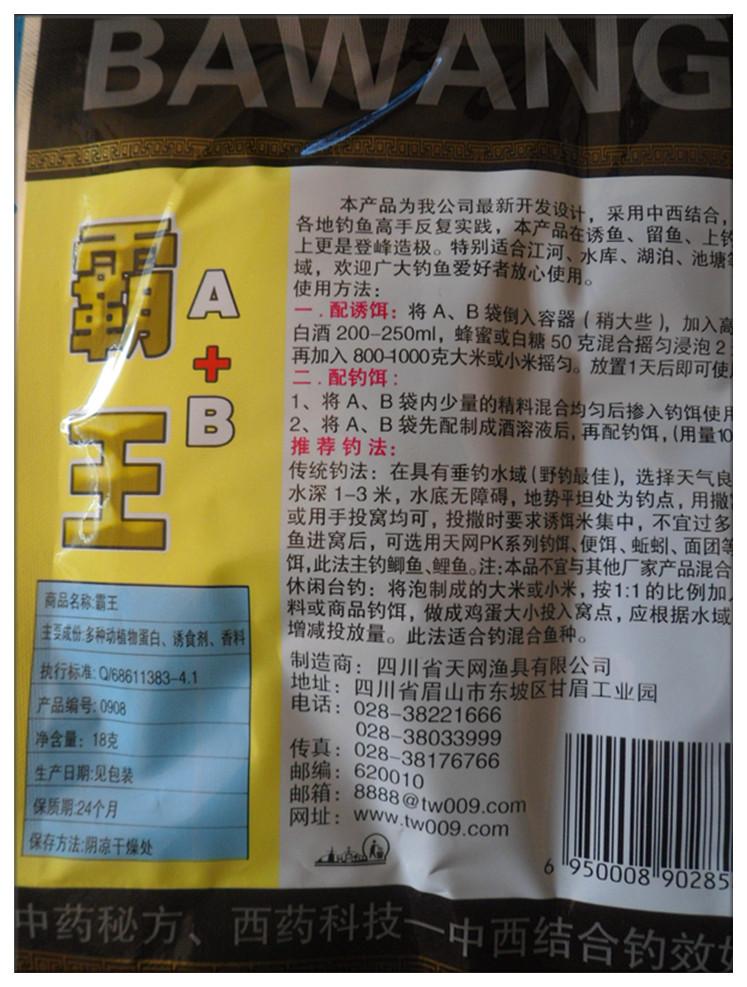 BAWANG
霸王
A+B
本产品为我公司最新开发设计，采用中西结合，
各地钓鱼高手反复实践，本产品在诱鱼、留鱼、上钓
上更是登峰造极。特别适合江河、水库、湖泊、池塘等
域，欢迎广大钓鱼爱好者放心使用。
使用方法：
一．配诱饵：将 A、B 袋倒入容器（稍大些），加入高
白酒 200-250ml，蜂蜜或白糖 50 克混合摇匀浸泡 2
再加入 800-1000克大米或小米摇匀。放置1天后即可使
二．配钓饵：
1、将 A、B 袋内少量的精料混合均匀后掺入钓饵使用
2、将 A、B 袋先配制成酒溶液后，再配钓饵，(用量10
推荐钓法：
传统钓法：在具有垂钓水域(野钓最佳)，选择天气良
水深 1-3 米，水底无障碍，地势平坦处为钓点，用撒
或用手投窝均可，投撒时要求诱饵米集中，不宜过多
鱼进窝后，可选用天网PK系列钓饵、便饵、蚯蚓、面团等
饵,此法主钓鲫鱼、鲤鱼。注:本品不宜与其他厂家产品混合
休闲台钓：将泡制成的大米或小米，按1:1的比例加
料或商品钓饵，做成鸡蛋大小投入窝点，应根据水域
增减投放量。此法适合钓混合鱼种。
制造商：四川省天网渔具有限公司
地址：四川省眉山市东坡区甘眉工业园
电话：028-38221666
028-38033999
传真：028-38176766
邮编：620010
邮箱：8888@tw009.com
网址：www.tw009.com
商品名称:霸王
主要成份:多种动植物蛋白、诱食剂、香料
执行标准:Q/68611383-4.1
产品编号:0908
净含量：18克
生产日期:见包装
保质期:24个月
保存方法:阴凉干燥处
6 950008 90285
中药秘方、西药科技—中西结合钓效